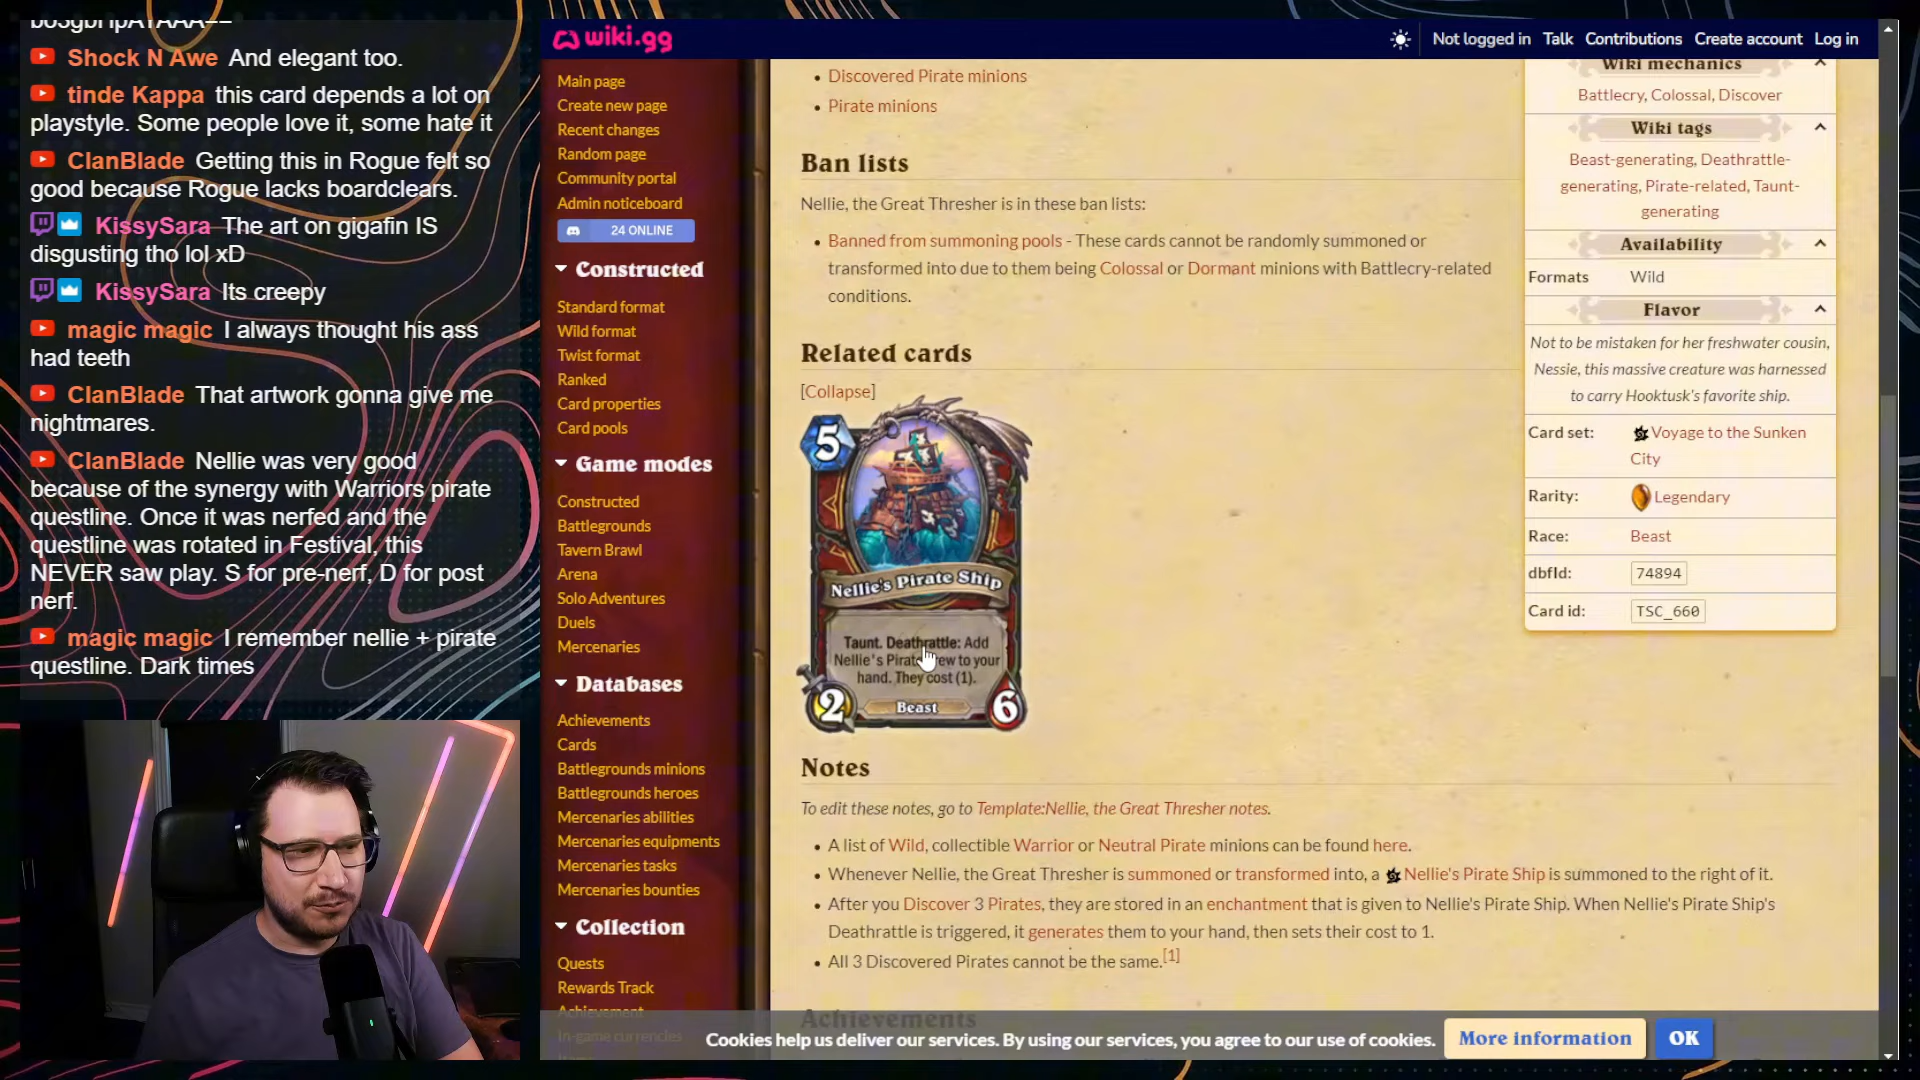 Shock N Awe And elegant too.
tinde Kappa this card depends a lot on
playstyle. Some people love it, some hate it
ClanBlade Getting this in Rogue felt so
good because Rogue lacks boardclears.
KissySara The art on gigafin IS
disgusting tho lol xD
KissySara Its creepy
magic magic I always thought his ass
had teeth
ClanBlade That artwork gonna give me
nightmares.
ClanBlade Nellie was very good
because of the synergy with Warriors pirate
questline. Once it was nerfed and the
questline was rotated in Festival, this
NEVER saw play. S for pre-nerf, D for post
nerf.
magic magic I remember nellie + pirate
questline. Dark times
wiki.gg
Not logged in Talk Contributions Create account Log in
Main page
Create new page
Recent changes
Random page
Community portal
Admin noticeboard
24 ONLINE
Constructed
Standard format
Wild format
Twist format
Ranked
Card properties
Card pools
Game modes
Constructed
Battlegrounds
Tavern Brawl
Arena
Solo Adventures
Duels
Mercenaries
Databases
Achievements
Cards
Battlegrounds minions
Battlegrounds heroes
Mercenaries abilities
Mercenaries equipments
Mercenaries tasks
Mercenaries bounties
Collection
Quests
Rewards Track
Achievement
In-game currencies
Discovered Pirate minions
Pirate minions
Ban lists
Nellie, the Great Thresher is in these ban lists:
Banned from summoning pools - These cards cannot be randomly summoned or
transformed into due to them being Colossal or Dormant minions with Battlecry-related
conditions.
Related cards
[Collapse]
5
Nellie's Pirate Ship
Taunt. Deathrattle: Add
Nellie's Pirate Crew to your
hand. They cost (1).
2 Beast 6
Notes
To edit these notes, go to Template:Nellie, the Great Thresher notes.
A list of Wild, collectible Warrior or Neutral Pirate minions can be found here.
Whenever Nellie, the Great Thresher is summoned or transformed into, a Nellie's Pirate Ship is summoned to the right of it.
After you Discover 3 Pirates, they are stored in an enchantment that is given to Nellie's Pirate Ship. When Nellie's Pirate Ship's
Deathrattle is triggered, it generates them to your hand, then sets their cost to 1.
All 3 Discovered Pirates cannot be the same.[1]
Achievements
Wiki mechanics
Battlecry, Colossal, Discover
Wiki tags
Beast-generating, Deathrattle-
generating, Pirate-related, Taunt-
generating
Availability
Formats Wild
Flavor
Not to be mistaken for her freshwater cousin,
Nessie, this massive creature was harnessed
to carry Hooktusk's favorite ship.
Card set: Voyage to the Sunken
City
Rarity: Legendary
Race: Beast
dbfId: 74894
Card id: TSC_660
Cookies help us deliver our services. By using our services, you agree to our use of cookies. More information OK